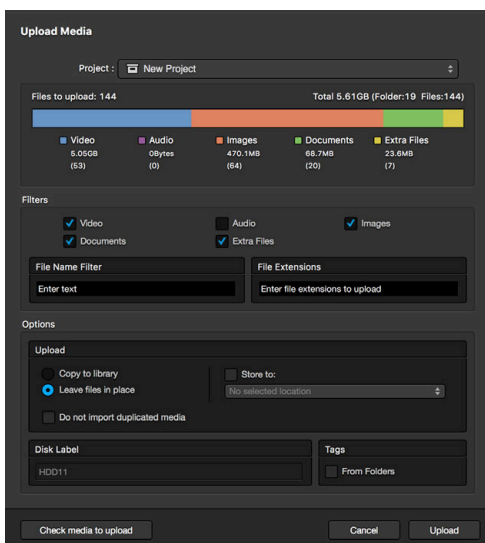 Upload Media
Project : New Project
Files to upload: 144 Total 5.61GB (Folder:19 Files:144)
Video Audio Images Documents Extra Files
5.05GB 0Bytes 470.1MB 68.7MB 23.6MB
(53) (0) (64) (20) (7)
Filters
Video Audio Images
Documents Extra Files
File Name Filter File Extensions
Enter text Enter file extensions to upload
Options
Upload
Copy to library Store to:
Leave files in place No selected location
Do not import duplicated media
Disk Label Tags
HDD11 From Folders
Check media to upload Cancel Upload